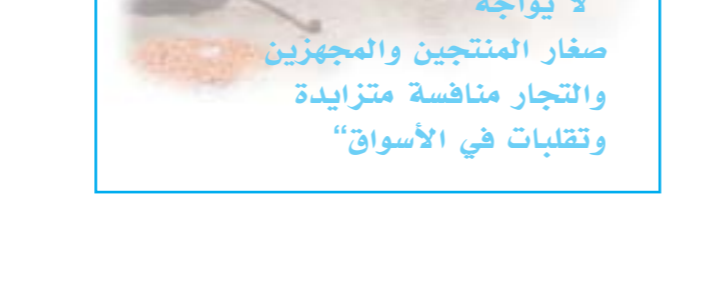 لا يواجه
صغار المنتجين والمجهزين
والتجار منافسة متزايدة
وتقلبات في الأسواق“